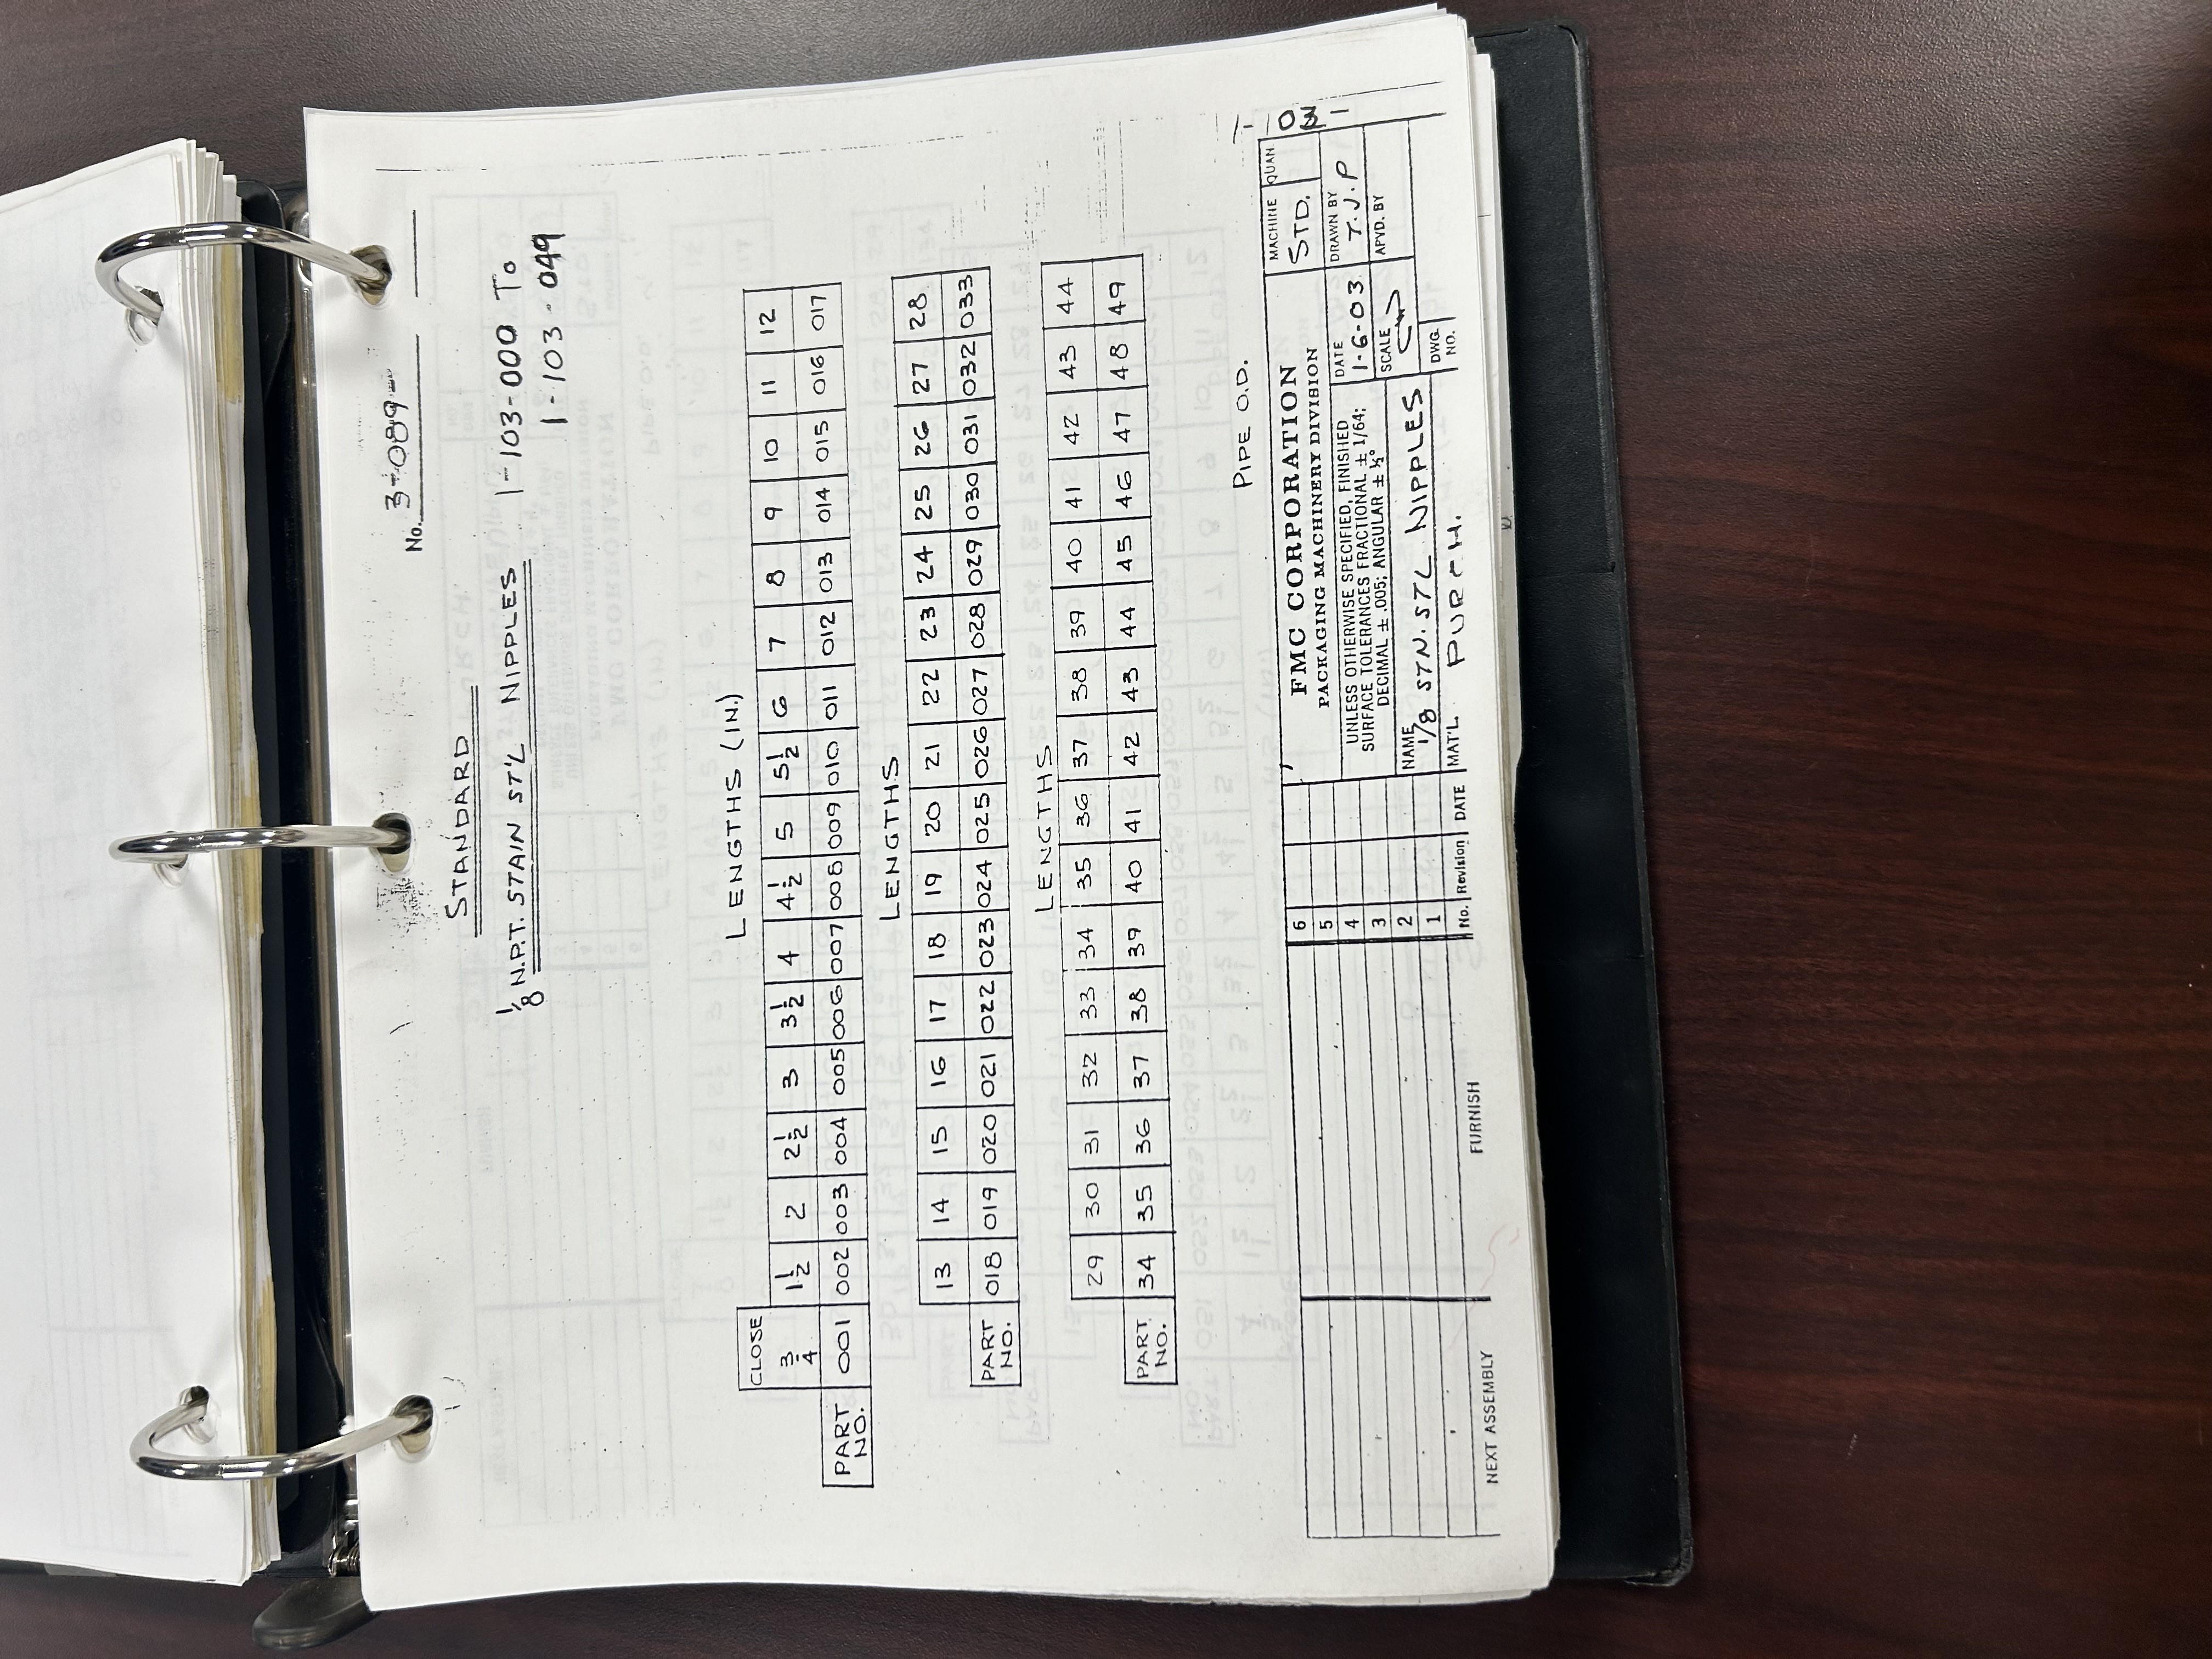 No. 3-089-
STANDARD
1/8 N.P.T. STAIN ST'L NIPPLES
1-103-000 To
1-103-049
LENGTHS (IN.)
CLOSE
3/4 1 1/2 2 2 1/2 3 3 1/2 4 4 1/2 5 5 1/2 6 7 8 9 10 11 12
PART NO. 001 002 003 004 005 006 007 008 009 010 011 012 013 014 015 016 017
LENGTHS
13 14 15 16 17 18 19 20 21 22 23 24 25 26 27 28
PART NO. 018 019 020 021 022 023 024 025 026 027 028 029 030 031 032 033
LENGTHS
29 30 31 32 33 34 35 36 37 38 39 40 41 42 43 44
PART NO. 34 35 36 37 38 39 40 41 42 43 44 45 46 47 48 49
PIPE O.D.
1-103-
NEXT ASSEMBLY
FURNISH
6
5
4
3
2
1
No. Revision DATE
FMC CORPORATION
PACKAGING MACHINERY DIVISION
UNLESS OTHERWISE SPECIFIED, FINISHED
SURFACE TOLERANCES FRACTIONAL ± 1/64;
DECIMAL ± .005; ANGULAR ± ½°
NAME
1/8 STN. STL NIPPLES
MAT'L PURCH.
MACHINE
STD.
QUAN.
DATE
1-6-03
DRAWN BY
T.J.P
SCALE
APVD. BY
DWG.
NO.